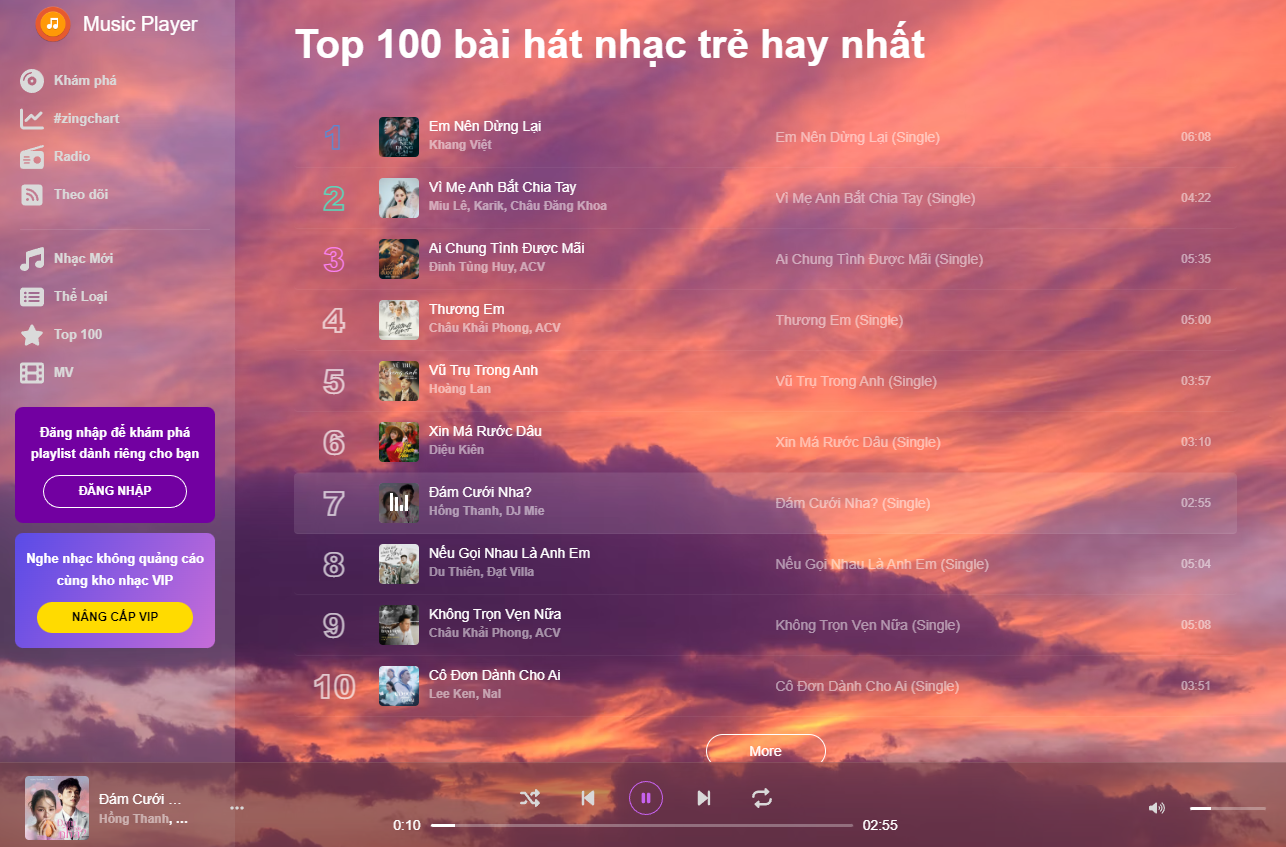 Music Player
Khám phá
#zingchart
Radio
Theo dõi
Nhạc Mới
Thể Loại
Top 100
MV
Đăng nhập để khám phá
playlist dành riêng cho bạn
ĐĂNG NHẬP
Nghe nhạc không quảng cáo
cùng kho nhạc VIP
NÂNG CẤP VIP
Top 100 bài hát nhạc trẻ hay nhất
1 Em Nên Dừng Lại Em Nên Dừng Lại (Single) 06:08
Khang Việt
2 Vì Mẹ Anh Bắt Chia Tay Vì Mẹ Anh Bắt Chia Tay (Single) 04:22
Miu Lê, Karik, Châu Đăng Khoa
3 Ai Chung Tình Được Mãi Ai Chung Tình Được Mãi (Single) 05:35
Đinh Tùng Huy, ACV
4 Thương Em Thương Em (Single) 05:00
Châu Khải Phong, ACV
5 Vũ Trụ Trong Anh Vũ Trụ Trong Anh (Single) 03:57
Hoàng Lan
6 Xin Má Rước Dâu Xin Má Rước Dâu (Single) 03:10
Diệu Kiên
7 Đám Cưới Nha? Đám Cưới Nha? (Single) 02:55
Hồng Thanh, DJ Mie
8 Nếu Gọi Nhau Là Anh Em Nếu Gọi Nhau Là Anh Em (Single) 05:04
Du Thiên, Đạt Villa
9 Không Trọn Vẹn Nữa Không Trọn Vẹn Nữa (Single) 05:08
Châu Khải Phong, ACV
10 Cô Đơn Dành Cho Ai Cô Đơn Dành Cho Ai (Single) 03:51
Lee Ken, Nal
More
Đám Cưới ...
Hồng Thanh, ...
0:10 02:55